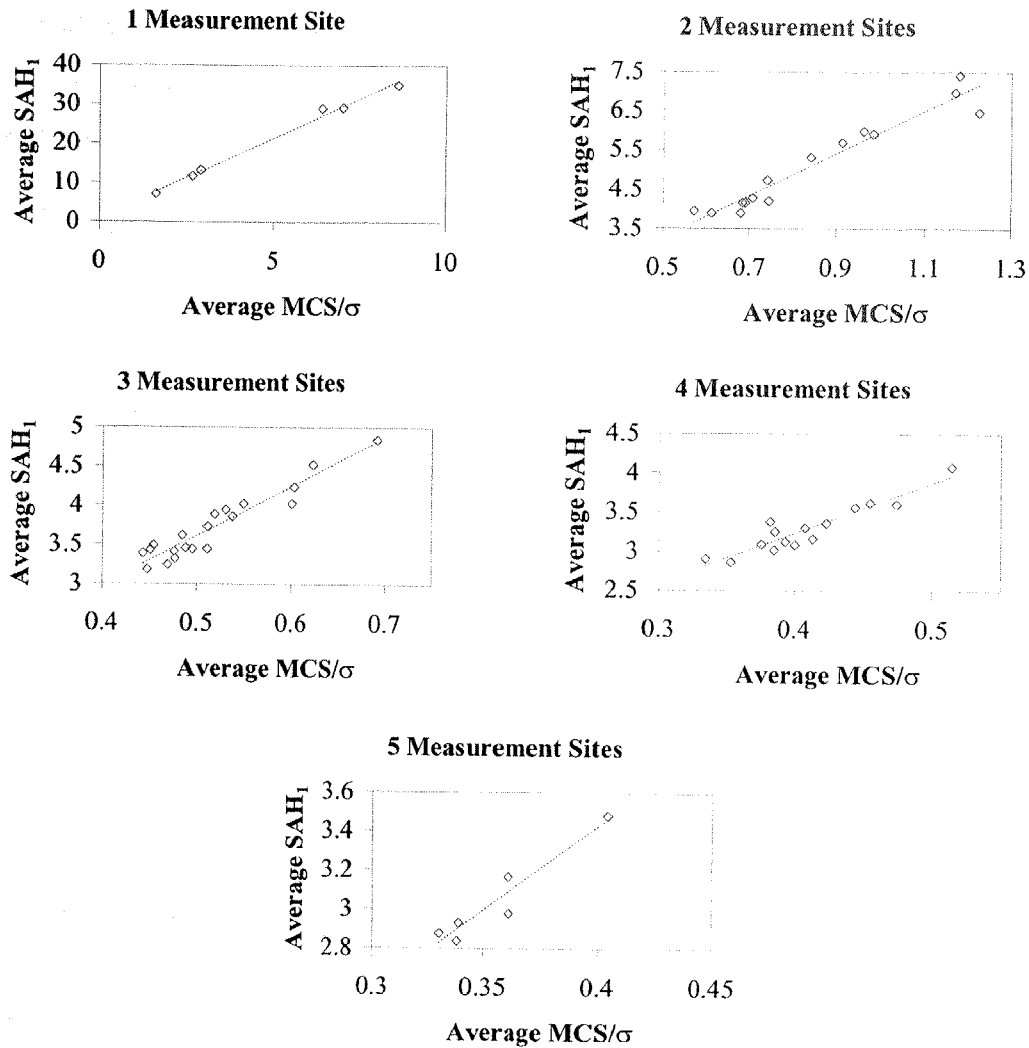 1 Measurement Site
Average SAH₁
40
30
20
10
0
0 5 10
Average MCS/σ
2 Measurement Sites
Average SAH₁
7.5
6.5
5.5
4.5
3.5
0.5 0.7 0.9 1.1 1.3
Average MCS/σ
3 Measurement Sites
Average SAH₁
5
4.5
4
3.5
3
0.4 0.5 0.6 0.7
Average MCS/σ
4 Measurement Sites
Average SAH₁
4.5
4
3.5
3
2.5
0.3 0.4 0.5
Average MCS/σ
5 Measurement Sites
Average SAH₁
3.6
3.4
3.2
3
2.8
0.3 0.35 0.4 0.45
Average MCS/σ